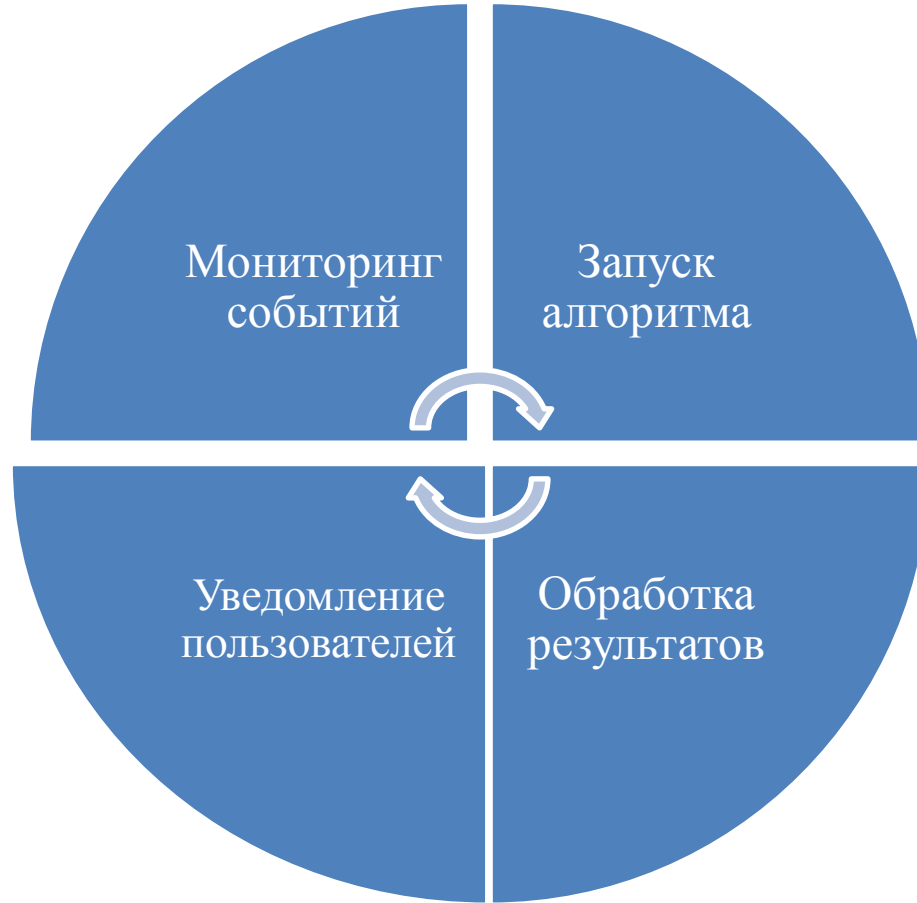 Мониторинг
событий
Запуск
алгоритма
Уведомление
пользователей
Обработка
результатов